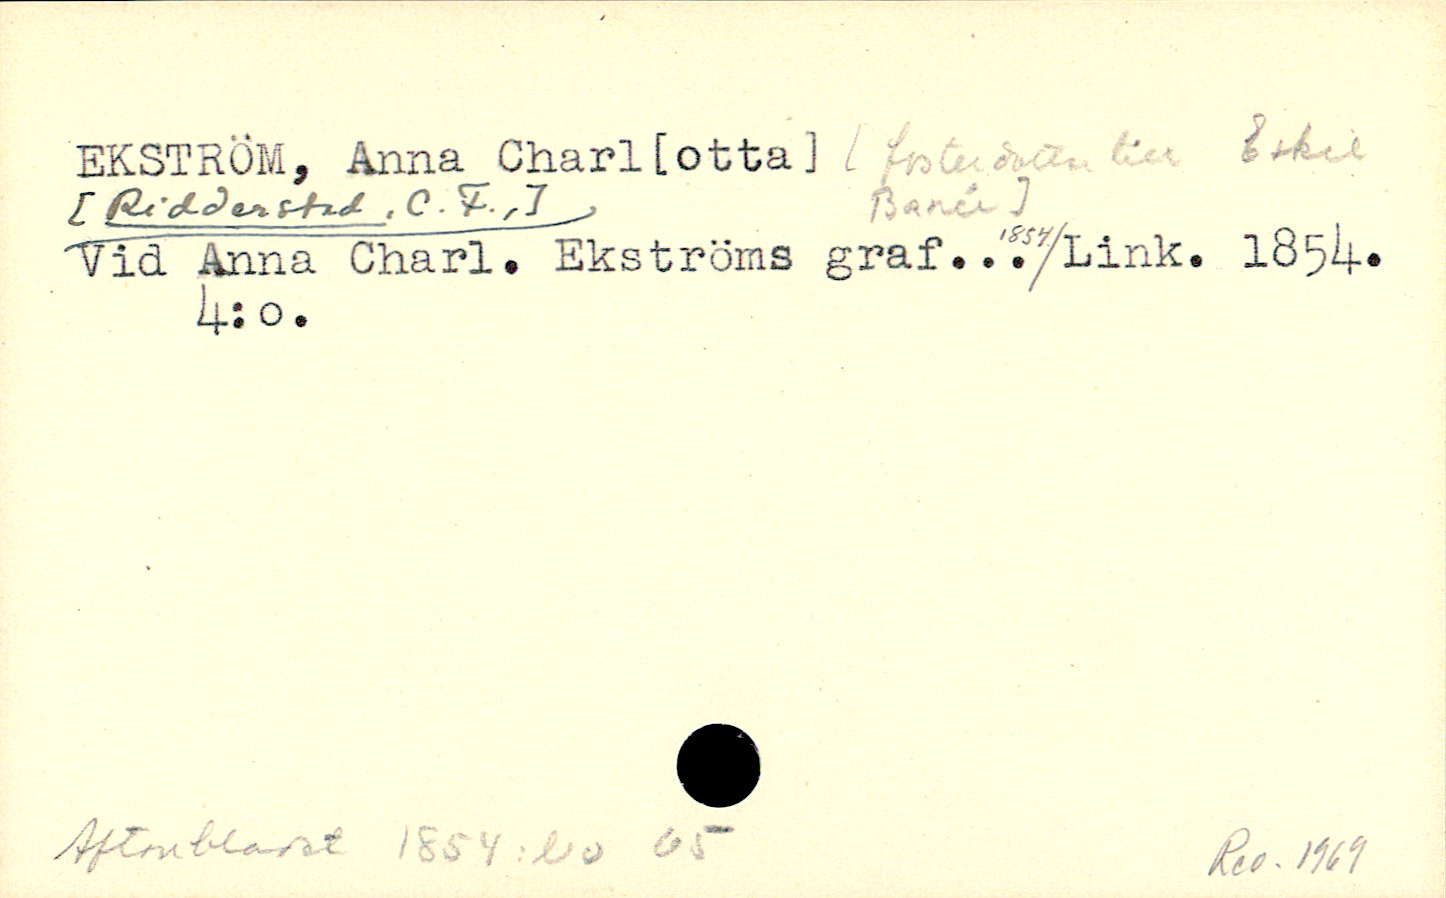 EKSTRÖM, Anna Charl[otta] [fosterdotter till Eskil
Banér]
[Ridderstad, C. F.,]
Vid Anna Charl. Ekströms graf...1854/Link. 1854.
4:o.
Aftonbladet 1854: No 65
Rev. 1969